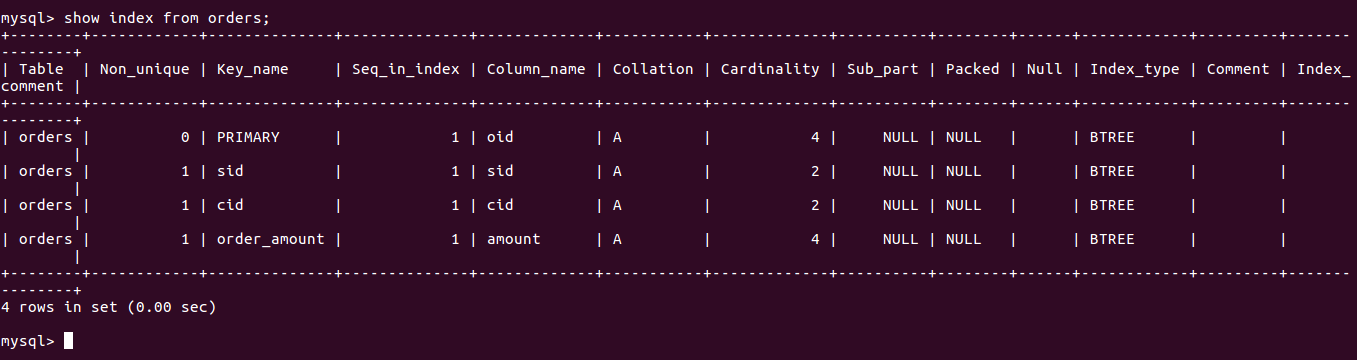 mysql> show index from orders;
+--------+------------+--------------+--------------+-------------+-----------+-------------+----------+--------+------+------------+---------+-------
--------+
| Table  | Non_unique | Key_name     | Seq_in_index | Column_name | Collation | Cardinality | Sub_part | Packed | Null | Index_type | Comment | Index_
comment |
+--------+------------+--------------+--------------+-------------+-----------+-------------+----------+--------+------+------------+---------+-------
--------+
| orders |          0 | PRIMARY      |            1 | oid         | A         |           4 |     NULL | NULL   |      | BTREE      |         |
        |
| orders |          1 | sid          |            1 | sid         | A         |           2 |     NULL | NULL   |      | BTREE      |         |
        |
| orders |          1 | cid          |            1 | cid         | A         |           2 |     NULL | NULL   |      | BTREE      |         |
        |
| orders |          1 | order_amount |            1 | amount      | A         |           4 |     NULL | NULL   |      | BTREE      |         |
        |
+--------+------------+--------------+--------------+-------------+-----------+-------------+----------+--------+------+------------+---------+-------
--------+
4 rows in set (0.00 sec)
mysql>